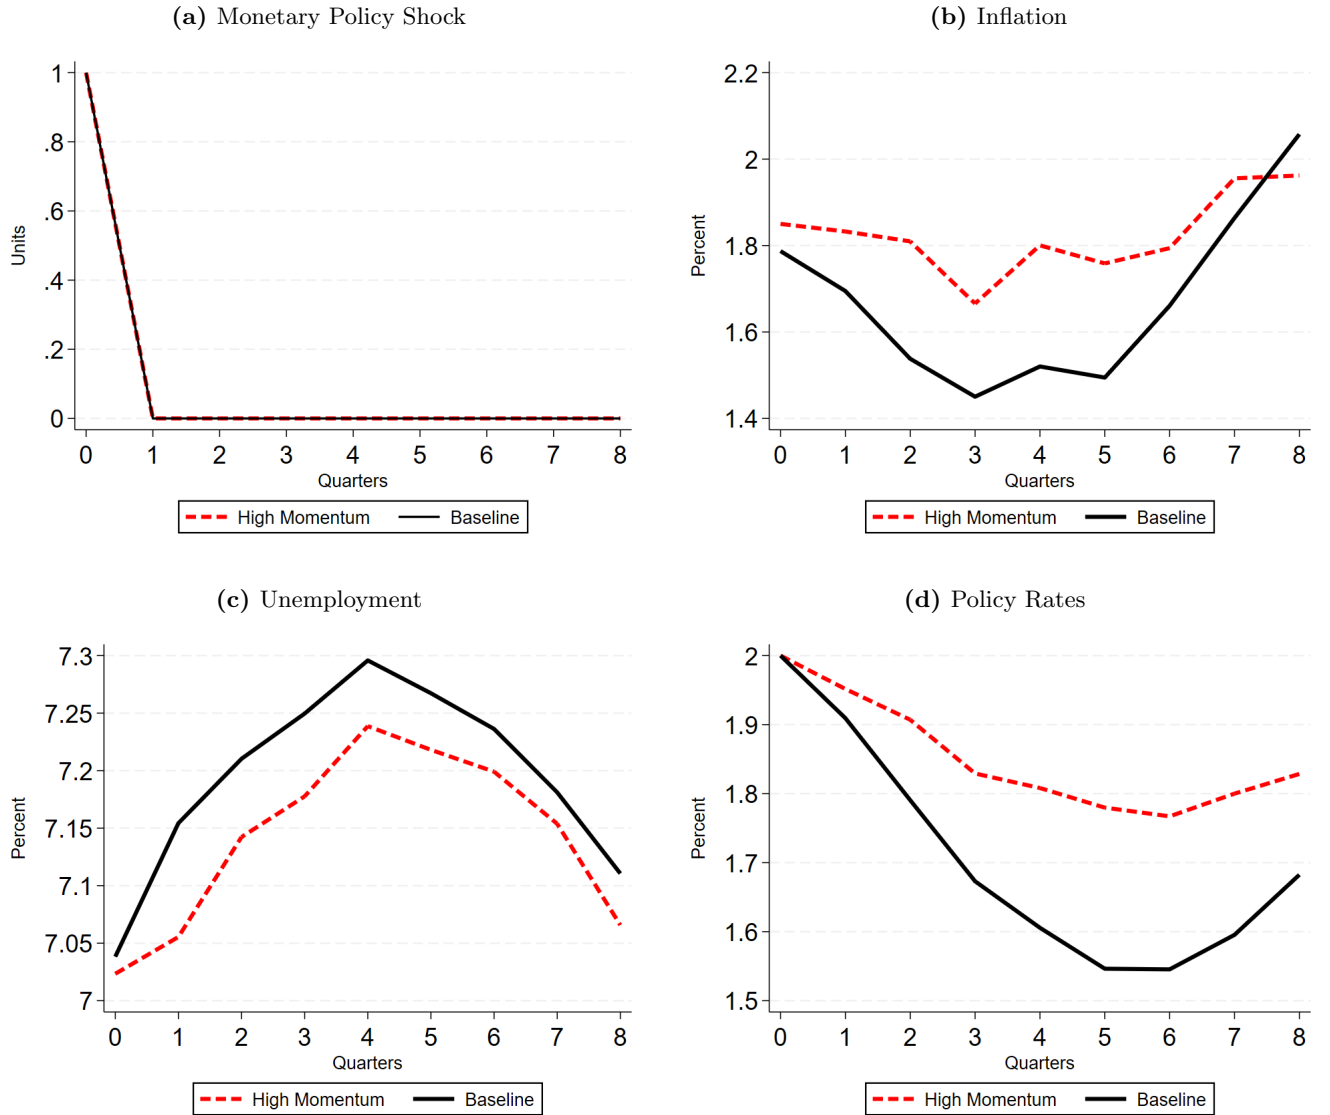 (a) Monetary Policy Shock
Units
1
.8
.6
.4
.2
0
0 1 2 3 4 5 6 7 8
Quarters
High Momentum Baseline
(b) Inflation
Percent
2.2
2
1.8
1.6
1.4
0 1 2 3 4 5 6 7 8
Quarters
High Momentum Baseline
(c) Unemployment
Percent
7.3
7.25
7.2
7.15
7.1
7.05
7
0 1 2 3 4 5 6 7 8
Quarters
High Momentum Baseline
(d) Policy Rates
Percent
2
1.9
1.8
1.7
1.6
1.5
0 1 2 3 4 5 6 7 8
Quarters
High Momentum Baseline